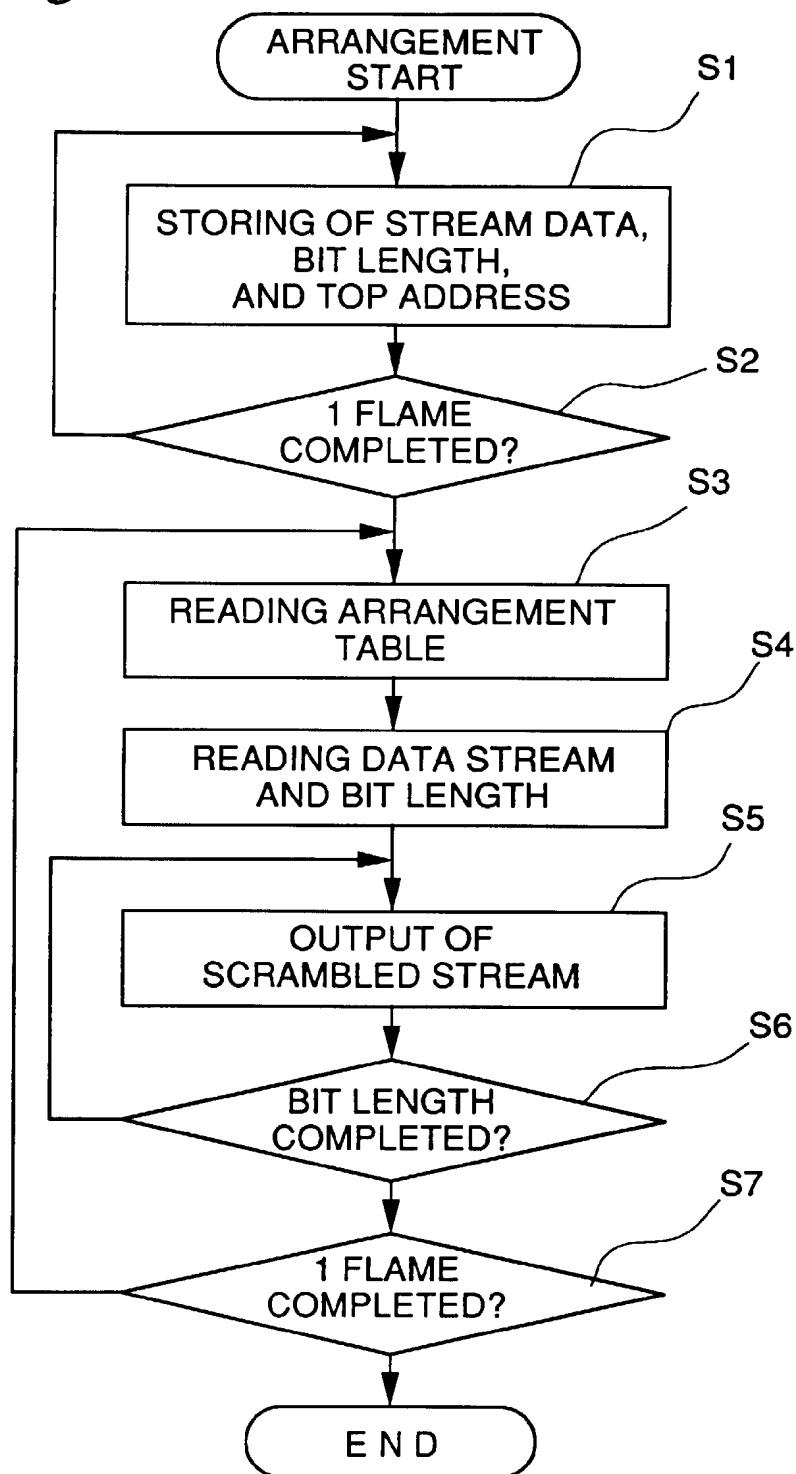 ARRANGEMENT
START
S1
STORING OF STREAM DATA,
BIT LENGTH,
AND TOP ADDRESS
S2
1 FLAME
COMPLETED?
S3
READING ARRANGEMENT
TABLE
S4
READING DATA STREAM
AND BIT LENGTH
S5
OUTPUT OF
SCRAMBLED STREAM
S6
BIT LENGTH
COMPLETED?
S7
1 FLAME
COMPLETED?
E N D